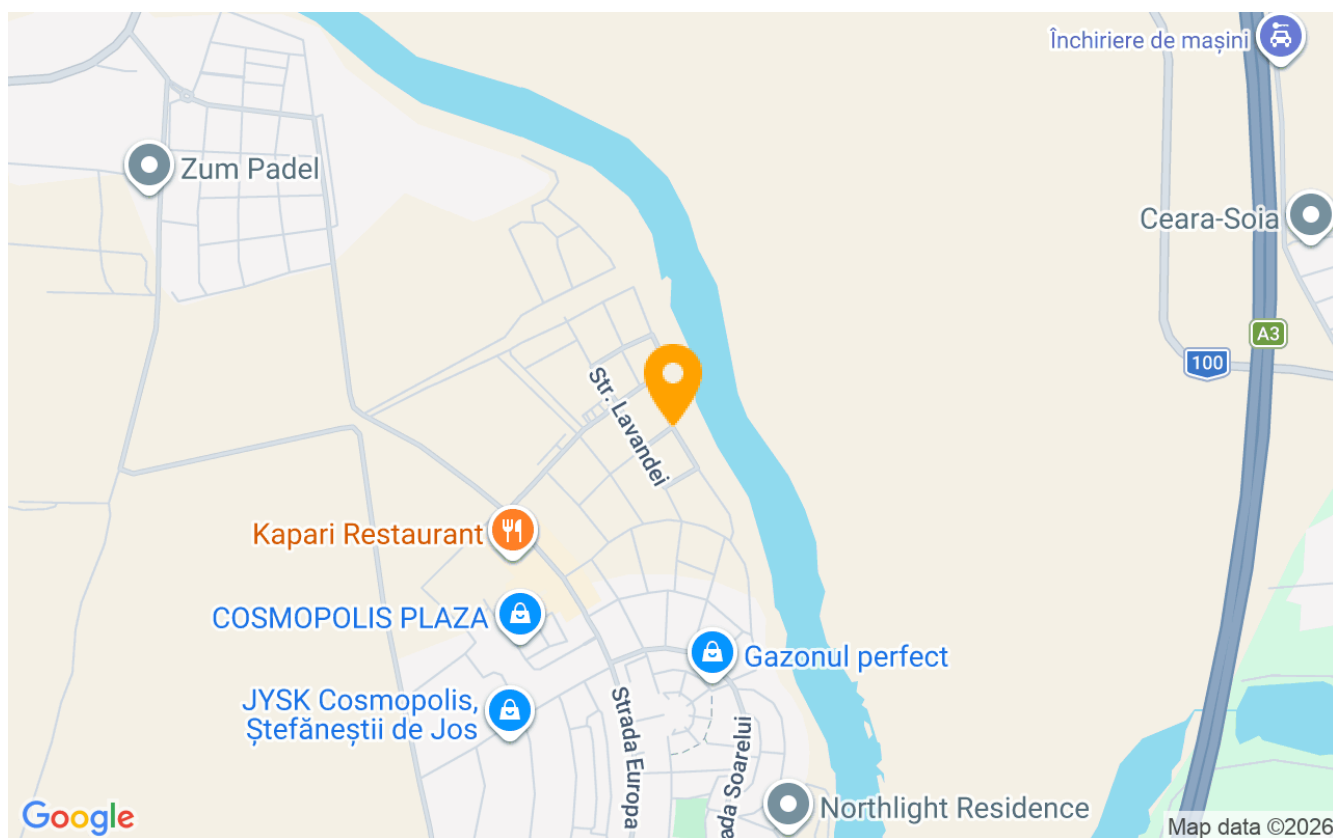 Închiriere de mașini
Zum Padel
Ceara-Soia
A3
100
Str. Lavandei
Kapari Restaurant
COSMOPOLIS PLAZA
Gazonul perfect
JYSK Cosmopolis,
Ștefăneștii de Jos
Strada Europa
ada Soarelui
Northlight Residence
Google
Map data ©2026